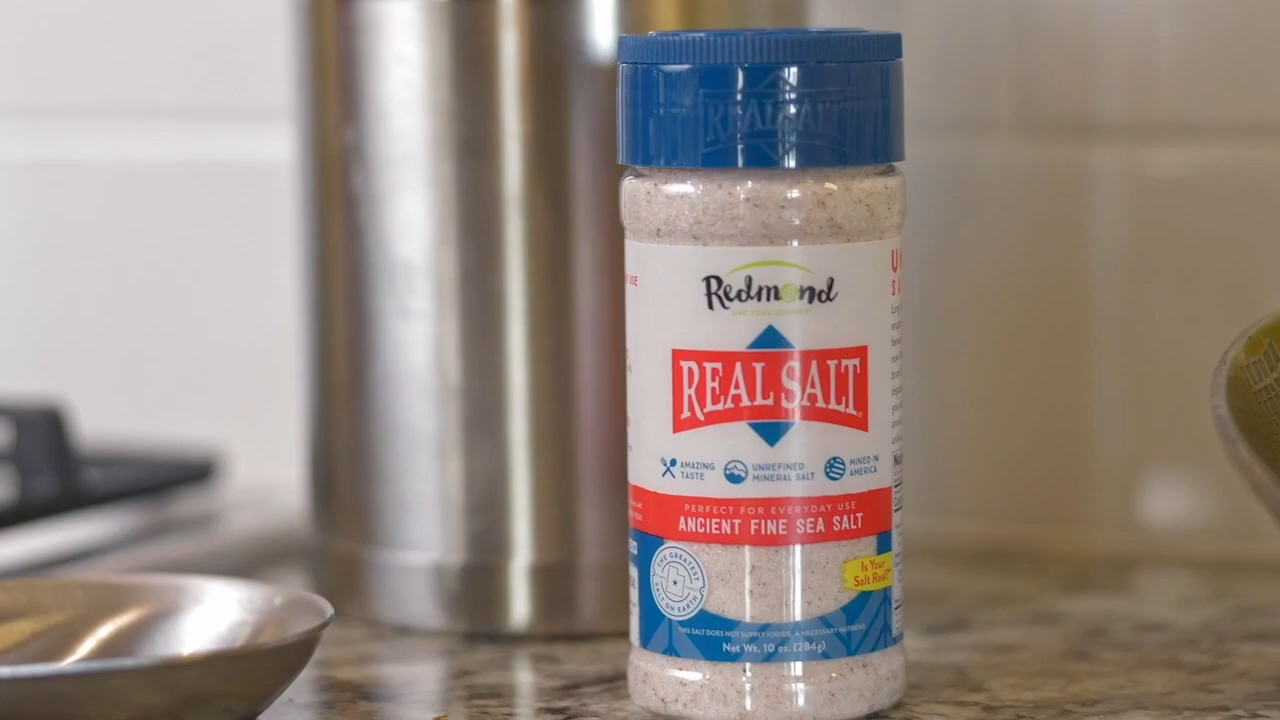 REAL SALT
Redmond
REAL SALT
AMAZING
TASTE
UNREFINED
MINERAL SALT
MINED IN
AMERICA
PERFECT FOR EVERYDAY USE
ANCIENT FINE SEA SALT
THE GREATEST
SALT ON EARTH
Is Your
Salt Real?
THIS SALT DOES NOT SUPPLY IODIDE, A NECESSARY NUTRIENT.
Net Wt. 10 oz. (284g)